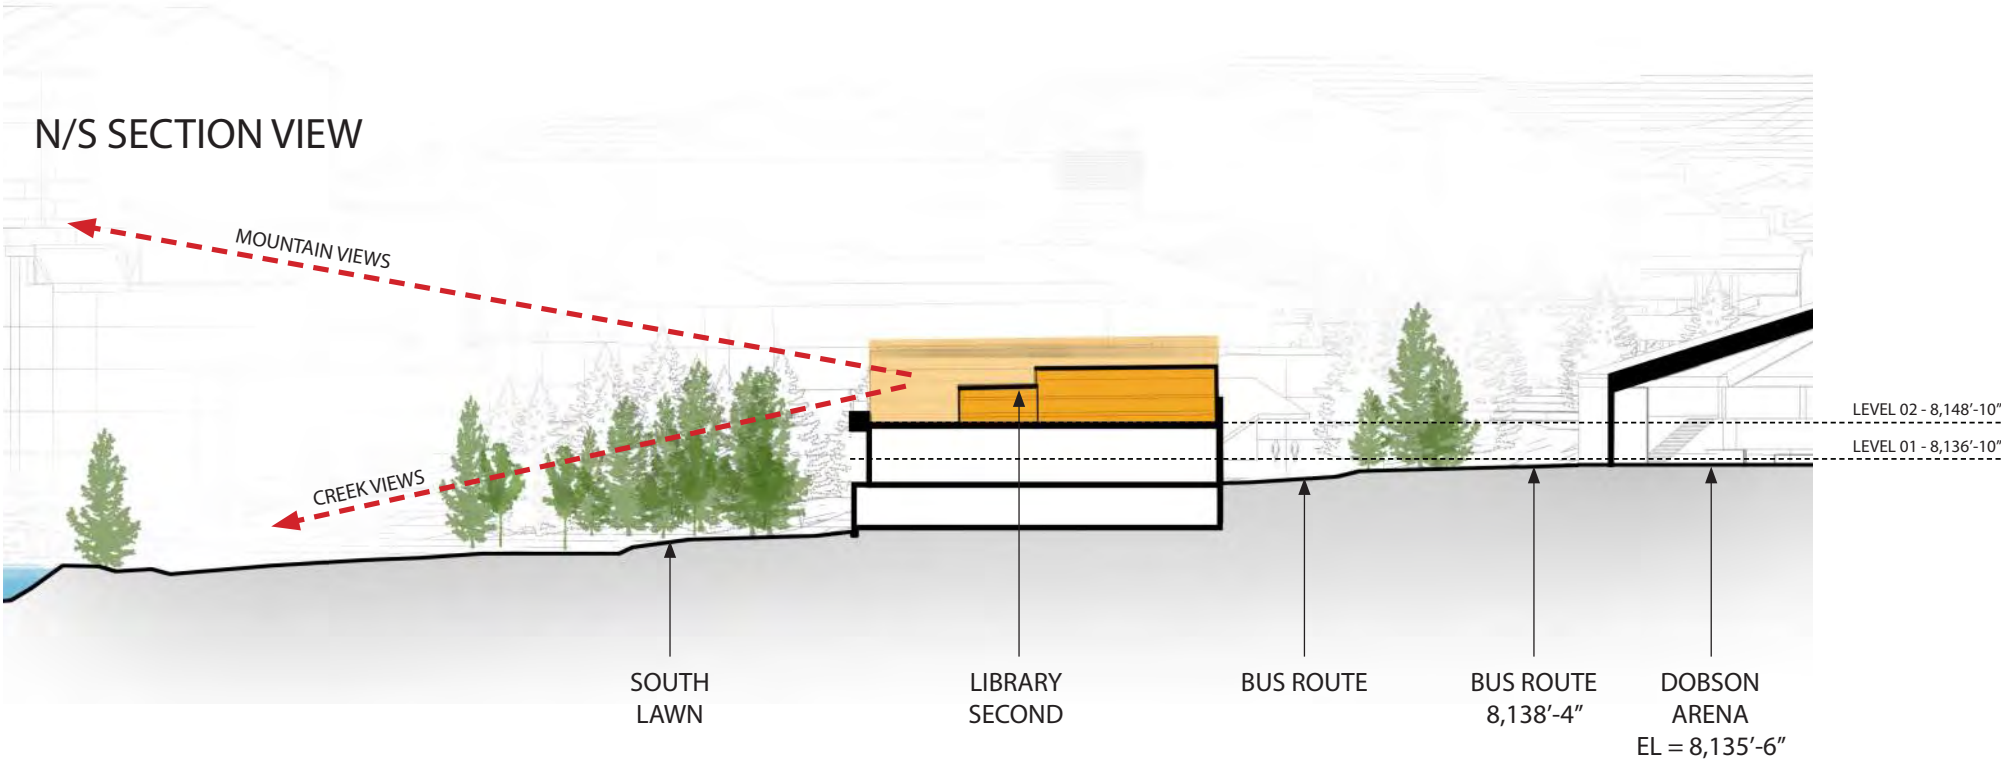 N/S SECTION VIEW
MOUNTAIN VIEWS
CREEK VIEWS
LEVEL 02 - 8,148’-10”
LEVEL 01 - 8,136’-10”
SOUTH
LAWN
LIBRARY
SECOND
BUS ROUTE
BUS ROUTE
8,138’-4”
DOBSON
ARENA
EL = 8,135’-6”